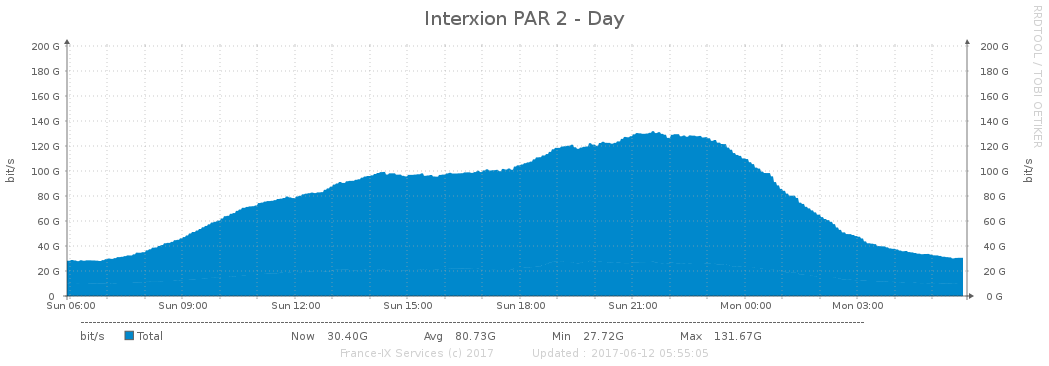 Interxion PAR 2 - Day
RRDTOOL / TOBI OETIKER
bit/s
bit/s
200 G 200 G
180 G 180 G
160 G 160 G
140 G 140 G
120 G 120 G
100 G 100 G
80 G 80 G
60 G 60 G
40 G 40 G
20 G 20 G
0 0 G
Sun 06:00 Sun 09:00 Sun 12:00 Sun 15:00 Sun 18:00 Sun 21:00 Mon 00:00 Mon 03:00
bit/s Total Now 30.40G Avg 80.73G Min 27.72G Max 131.67G
France-IX Services (c) 2017 Updated : 2017-06-12 05:55:05